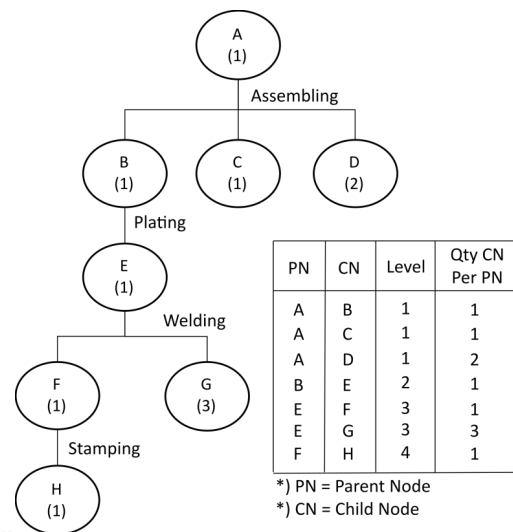 A
(1)
Assembling
B
(1)
C
(1)
D
(2)
Plating
E
(1)
Welding
F
(1)
G
(3)
Stamping
H
(1)
PN CN Level Qty CN Per PN
A B 1 1
A C 1 1
A D 1 2
B E 2 1
E F 3 1
E G 3 3
F H 4 1
*) PN = Parent Node
*) CN = Child Node